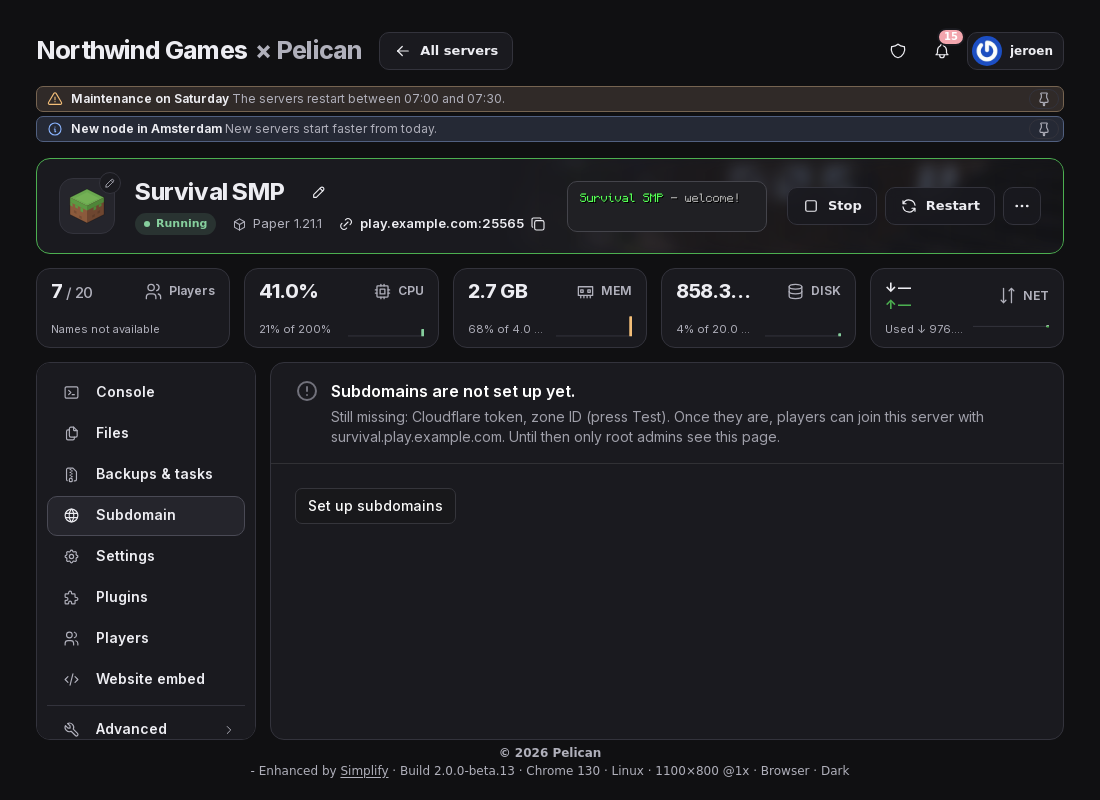 Northwind Games × Pelican
All servers
15
jeroen
Maintenance on Saturday The servers restart between 07:00 and 07:30.
New node in Amsterdam New servers start faster from today.
Survival SMP
Running
Paper 1.21.1
play.example.com:25565
Survival SMP — welcome!
Stop
Restart
7 / 20
Players
Names not available
41.0%
CPU
21% of 200%
2.7 GB
MEM
68% of 4.0 ...
858.3...
DISK
4% of 20.0 ...
↓—
↑—
NET
Used ↓ 976....
Console
Files
Backups & tasks
Subdomain
Settings
Plugins
Players
Website embed
Advanced
Subdomains are not set up yet.
Still missing: Cloudflare token, zone ID (press Test). Once they are, players can join this server with
survival.play.example.com. Until then only root admins see this page.
Set up subdomains
© 2026 Pelican
- Enhanced by Simplify · Build 2.0.0-beta.13 · Chrome 130 · Linux · 1100×800 @1x · Browser · Dark